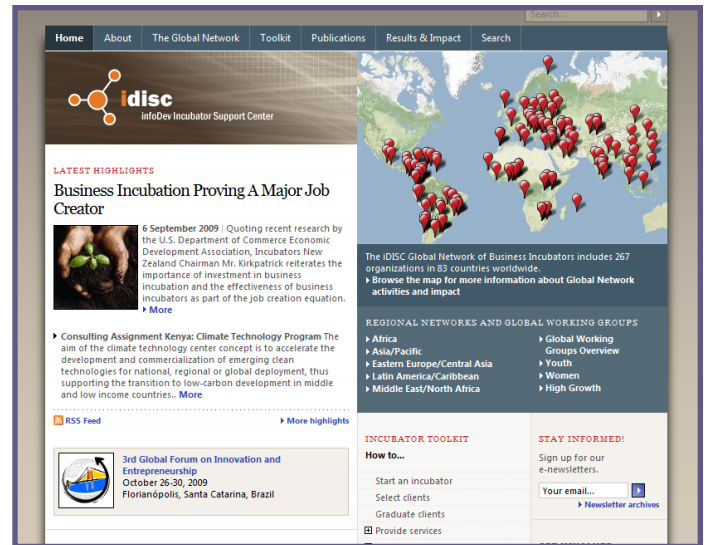 Search...
Home About The Global Network Toolkit Publications Results & Impact Search
idisc
infoDev Incubator Support Center
LATEST HIGHLIGHTS
Business Incubation Proving A Major Job
Creator
6 September 2009 | Quoting recent research by
the U.S. Department of Commerce Economic
Development Association, Incubators New
Zealand Chairman Mr. Kirkpatrick reiterates the
importance of investment in business
incubation and the effectiveness of business
incubators as part of the job creation equation.
More
Consulting Assignment Kenya: Climate Technology Program The
aim of the climate technology center concept is to accelerate the
development and commercialization of emerging clean
technologies for national, regional or global deployment, thus
supporting the transition to low-carbon development in middle
and low income countries.. More
RSS Feed
More highlights
3rd Global Forum on Innovation and
Entrepreneurship
October 26-30, 2009
Florianópolis, Santa Catarina, Brazil
The iDISC Global Network of Business Incubators includes 267
organizations in 83 countries worldwide.
Browse the map for more information about Global Network
activities and impact
REGIONAL NETWORKS AND GLOBAL WORKING GROUPS
Africa
Asia/Pacific
Eastern Europe/Central Asia
Latin America/Caribbean
Middle East/North Africa
Global Working
Groups Overview
Youth
Women
High Growth
INCUBATOR TOOLKIT
How to...
Start an incubator
Select clients
Graduate clients
Provide services
STAY INFORMED!
Sign up for our
e-newsletters.
Your email...
Newsletter archives